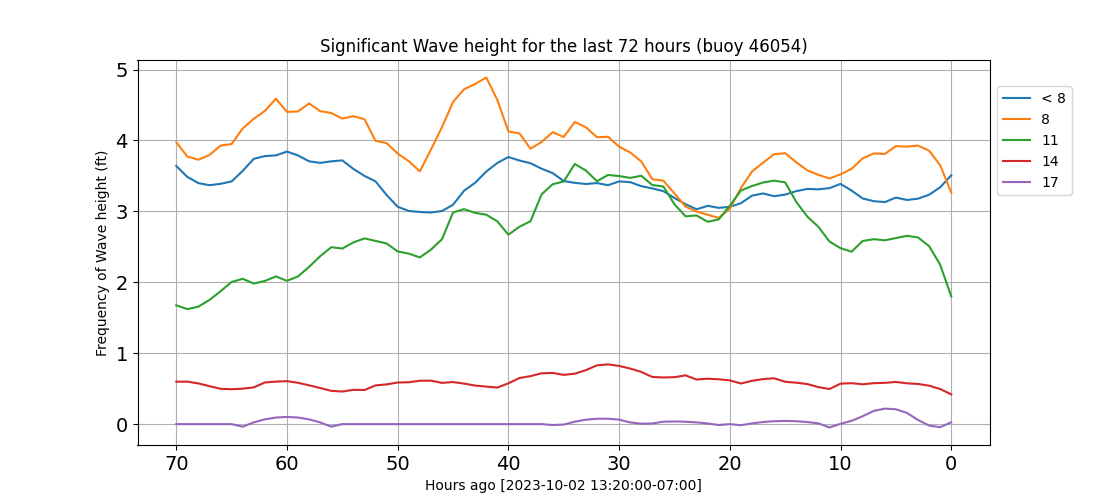 Significant Wave height for the last 72 hours (buoy 46054)
Frequency of Wave height (ft)
5
4
3
2
1
0
70 60 50 40 30 20 10 0
Hours ago [2023-10-02 13:20:00-07:00]
< 8
8
11
14
17